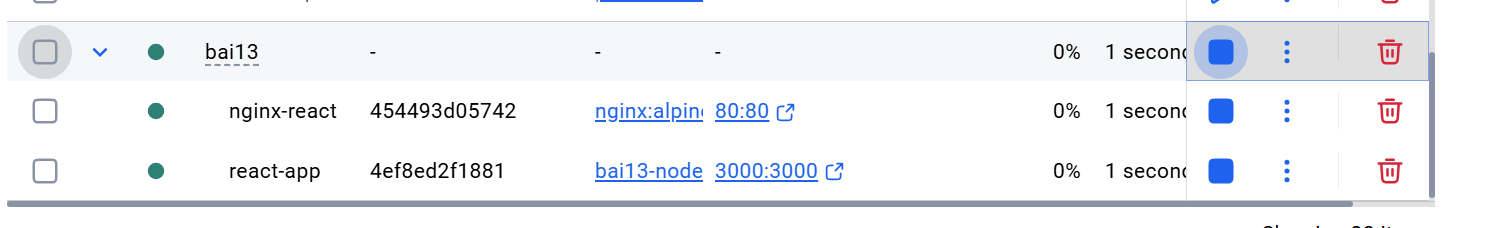 bai13 - - - 0% 1 second
nginx-react 454493d05742 nginx:alpine 80:80 0% 1 second
react-app 4ef8ed2f1881 bai13-node 3000:3000 0% 1 second